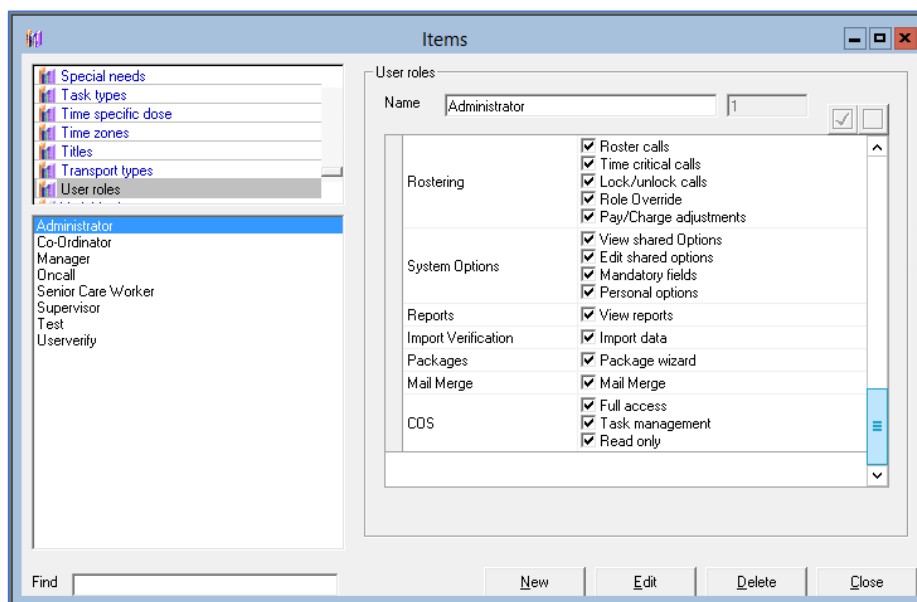 Items
Special needs
Task types
Time specific dose
Time zones
Titles
Transport types
User roles
Administrator
Co-Ordinator
Manager
Oncall
Senior Care Worker
Supervisor
Test
Userverify
Find
User roles
Name Administrator 1
Rostering
Roster calls
Time critical calls
Lock/unlock calls
Role Override
Pay/Charge adjustments
System Options
View shared Options
Edit shared options
Mandatory fields
Personal options
Reports View reports
Import Verification Import data
Packages Package wizard
Mail Merge Mail Merge
COS
Full access
Task management
Read only
New Edit Delete Close